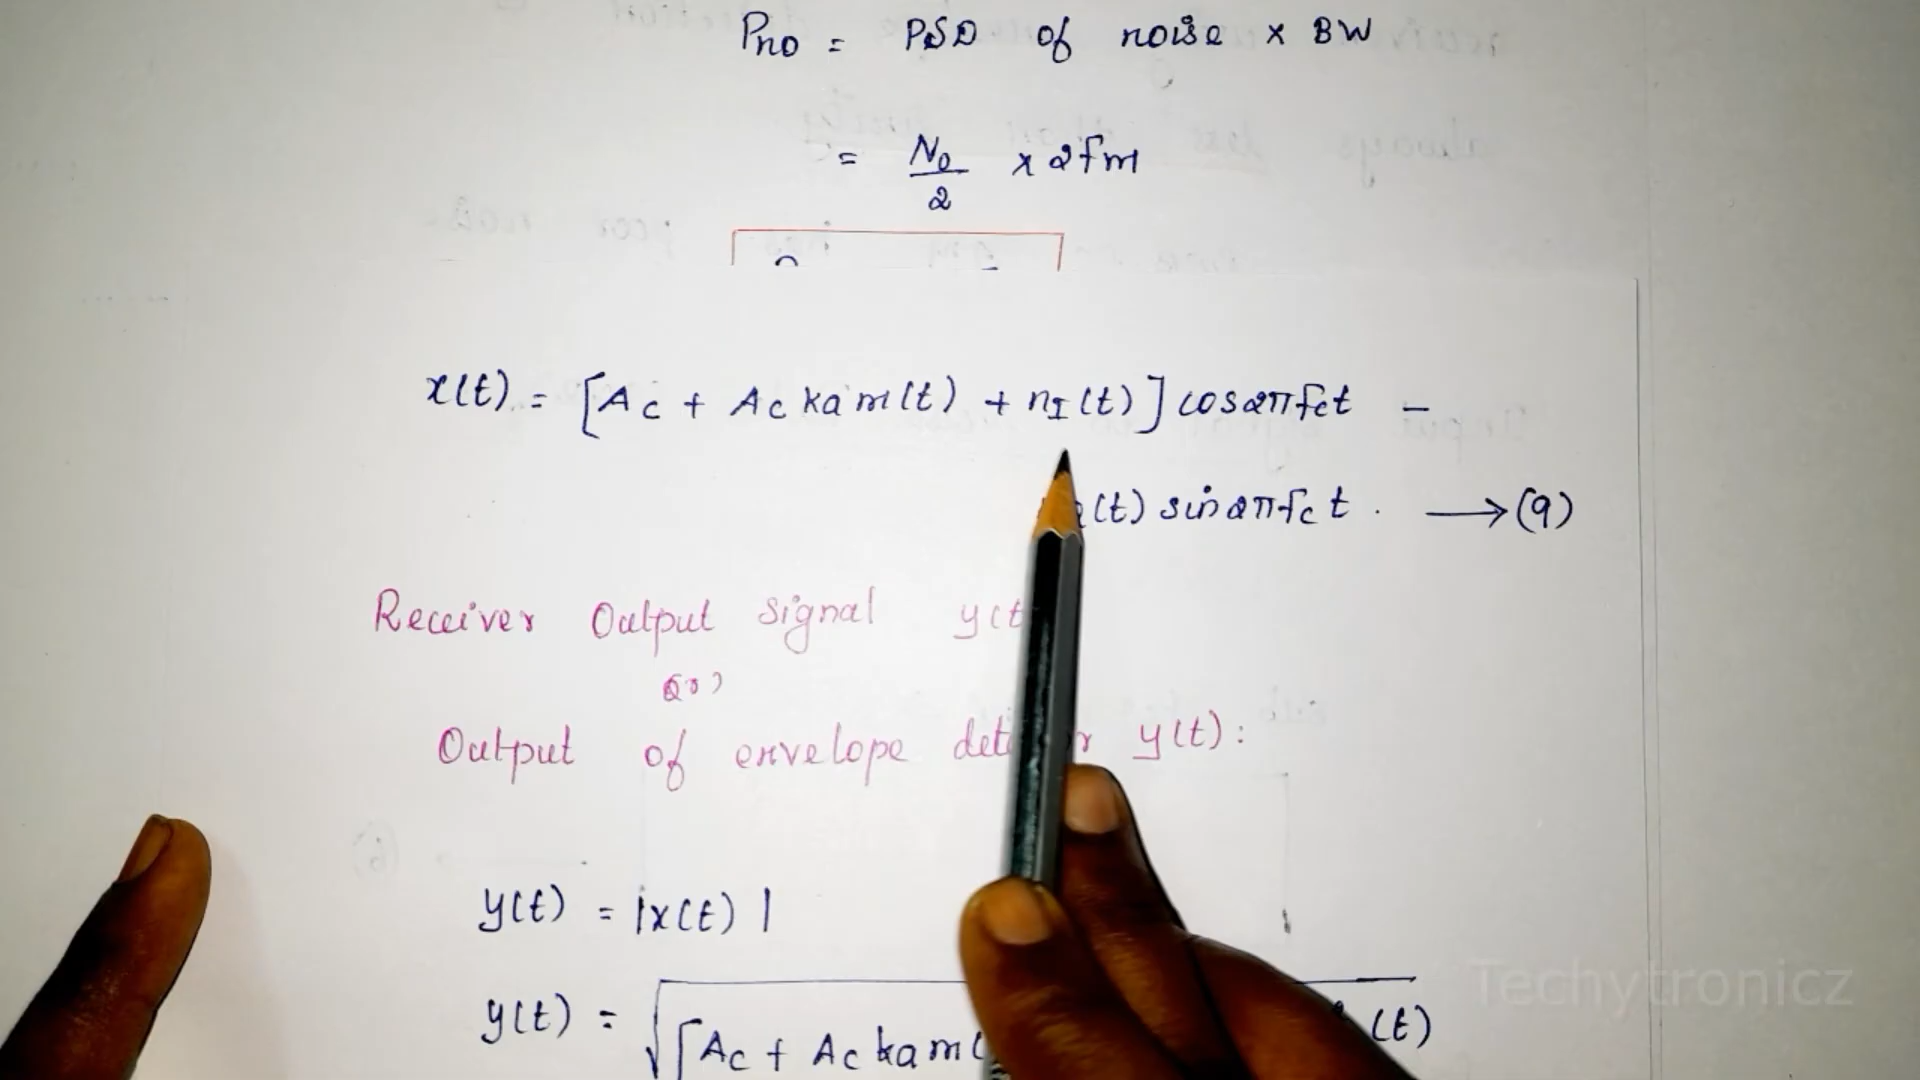 Pno = PSD of noise × BW
= N0/2 × 2fm
x(t) = [Ac + Ac ka m(t) + nI(t)] cos2πfct −
(t) sin2πfct. → (9)
Receiver Output signal y(t
(or)
Output of envelope y(t):
y(t) = |x(t)|
y(t) = √[Ac + Ac ka m( (t)
Techytronicz